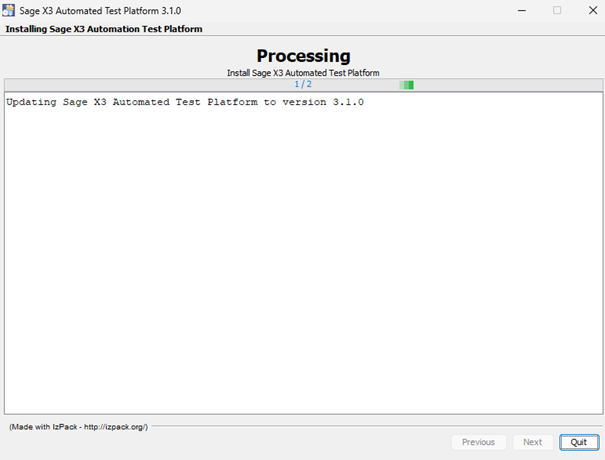 Sage X3 Automated Test Platform 3.1.0
Installing Sage X3 Automation Test Platform
Processing
Install Sage X3 Automated Test Platform
1 / 2
Updating Sage X3 Automated Test Platform to version 3.1.0
(Made with IzPack - http://izpack.org/)
Previous Next Quit